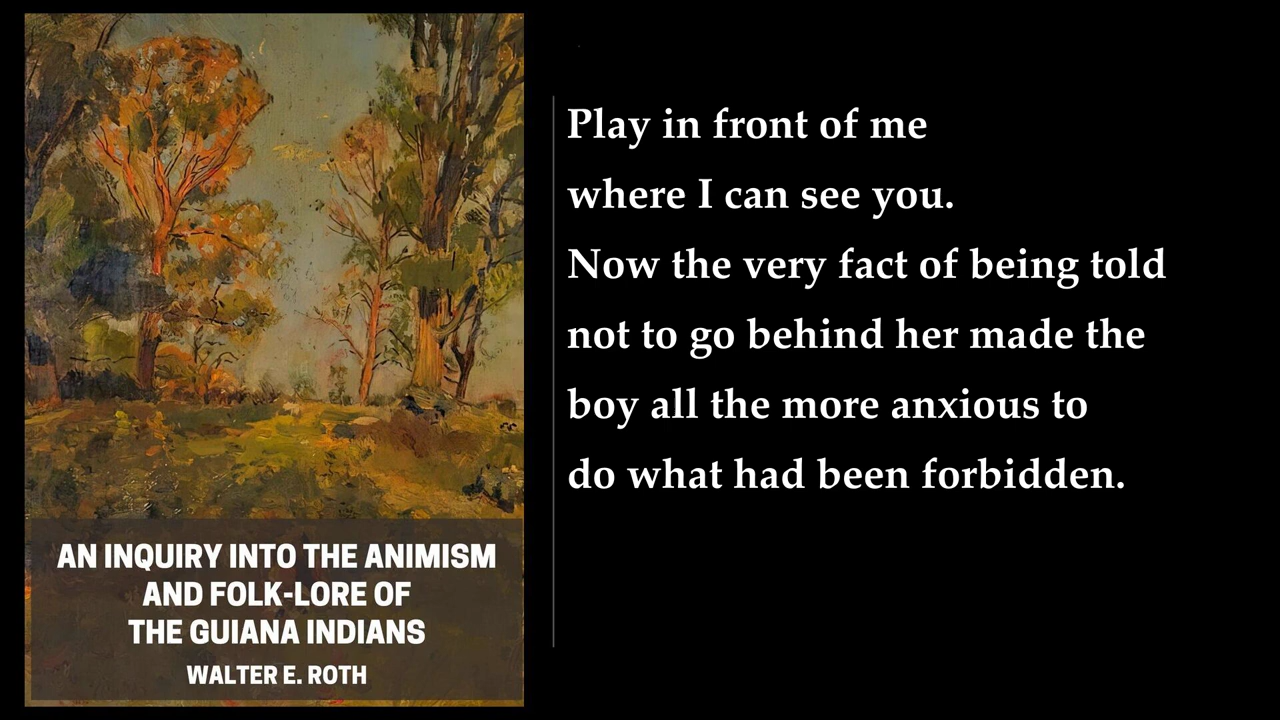 AN INQUIRY INTO THE ANIMISM
AND FOLK-LORE OF
THE GUIANA INDIANS
WALTER E. ROTH
Play in front of me
where I can see you.
Now the very fact of being told
not to go behind her made the
boy all the more anxious to
do what had been forbidden.